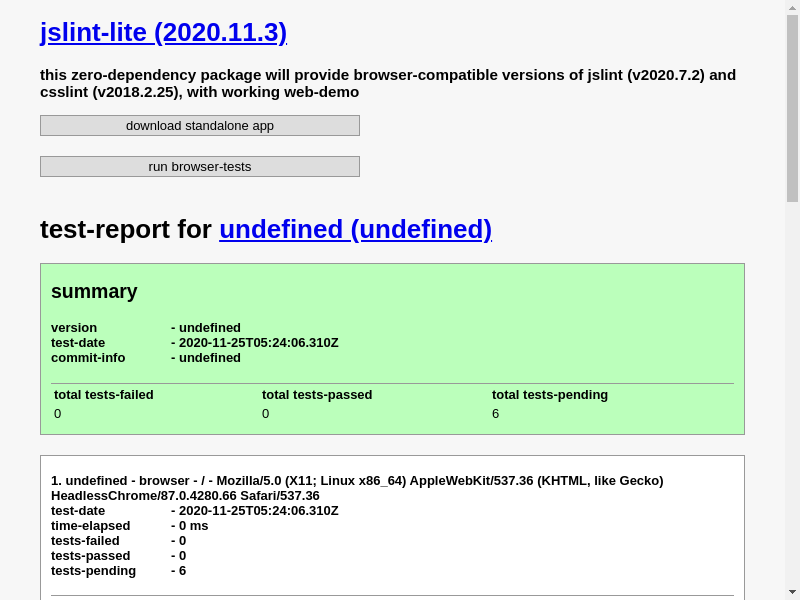 jslint-lite (2020.11.3)
this zero-dependency package will provide browser-compatible versions of jslint (v2020.7.2) and
csslint (v2018.2.25), with working web-demo
download standalone app
run browser-tests
test-report for undefined (undefined)
summary
version - undefined
test-date - 2020-11-25T05:24:06.310Z
commit-info - undefined
total tests-failed total tests-passed total tests-pending
0 0 6
1. undefined - browser - / - Mozilla/5.0 (X11; Linux x86_64) AppleWebKit/537.36 (KHTML, like Gecko)
HeadlessChrome/87.0.4280.66 Safari/537.36
test-date - 2020-11-25T05:24:06.310Z
time-elapsed - 0 ms
tests-failed - 0
tests-passed - 0
tests-pending - 6